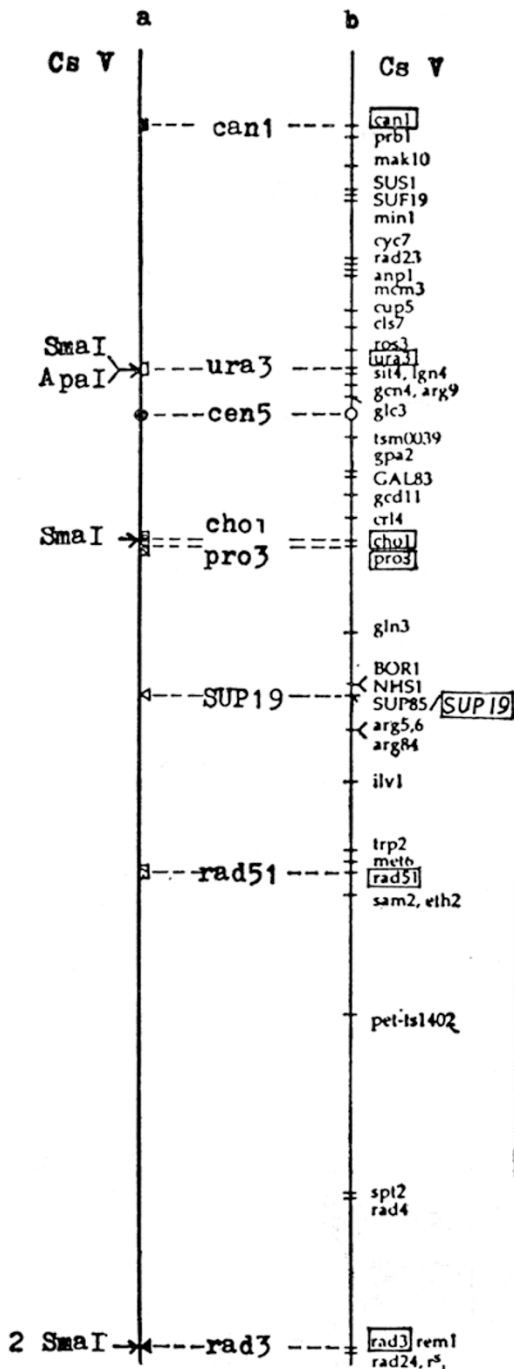 a
b
Cs V
Cs V
can1
can1
prb1
mak10
SUS1
SUF19
min1
cyc7
rad23
anp1
mcm3
cup5
cls7
ros3
SmaI
ApaI
ura3
ura3
sit4, lgn4
gcn4, arg9
cen5
glc3
tsm0039
gpa2
GAL83
gcd11
crl4
SmaI
cho1
cho1
pro3
pro3
gln3
BOR1
NHS1
SUP19
SUP85/SUP19
arg5,6
arg84
ilv1
trp2
met6
rad51
rad51
sam2, eth2
pet-ts1402
spt2
rad4
2 SmaI
rad3
rad3 rem1
rad24, rˢ,